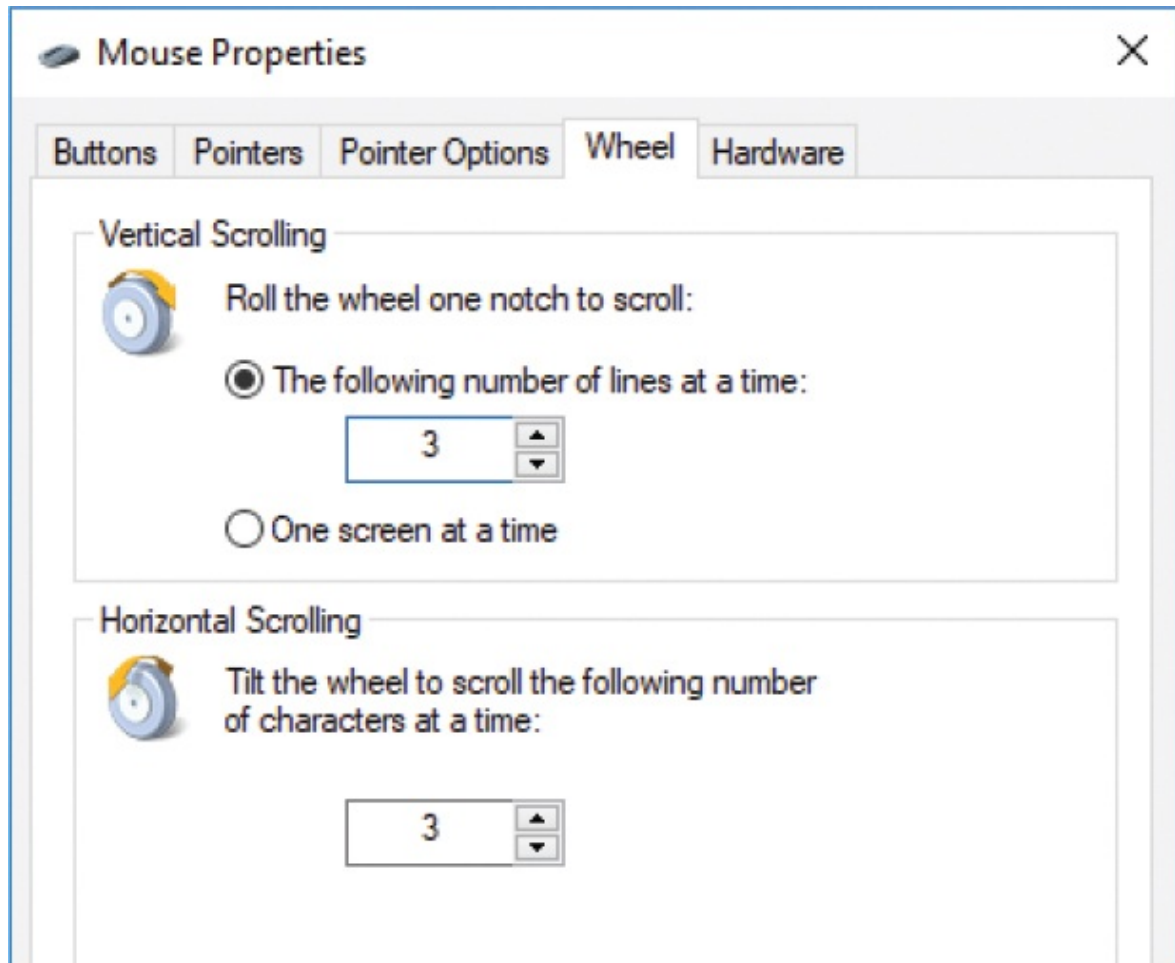 Mouse Properties
Buttons Pointers Pointer Options Wheel Hardware
Vertical Scrolling
Roll the wheel one notch to scroll:
The following number of lines at a time:
3
One screen at a time
Horizontal Scrolling
Tilt the wheel to scroll the following number
of characters at a time:
3